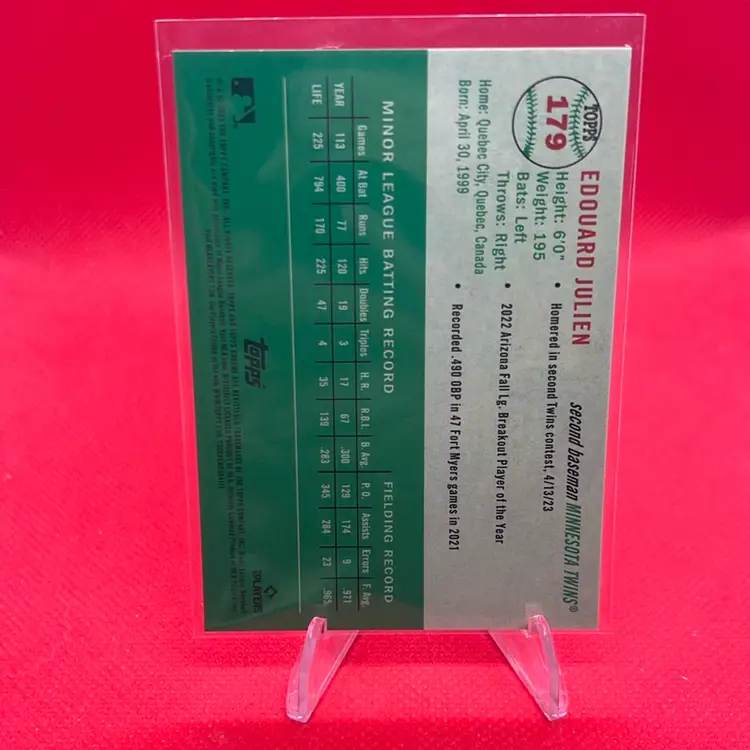 TOPPS
179
EDOUARD JULIEN
second baseman MINNESOTA TWINS®
Height: 6'0"
Weight: 195
Bats: Left
Throws: Right
Home: Quebec City, Quebec, Canada
Born: April 30, 1999
• Homered in second Twins contest, 4/13/23
• 2022 Arizona Fall Lg. Breakout Player of the Year
• Recorded .490 OBP in 47 Fort Myers games in 2021
MINOR LEAGUE BATTING RECORD FIELDING RECORD
Games At Bat Runs Hits Doubles Triples H.R. R.B.I. B. Avg. P.O. Assists Errors F. Avg.
YEAR 113 400 77 120 19 3 17 67 .300 129 174 9 .971
LIFE 225 794 170 225 47 4 35 139 .283 345 284 23 .965
topps
PLAYERS